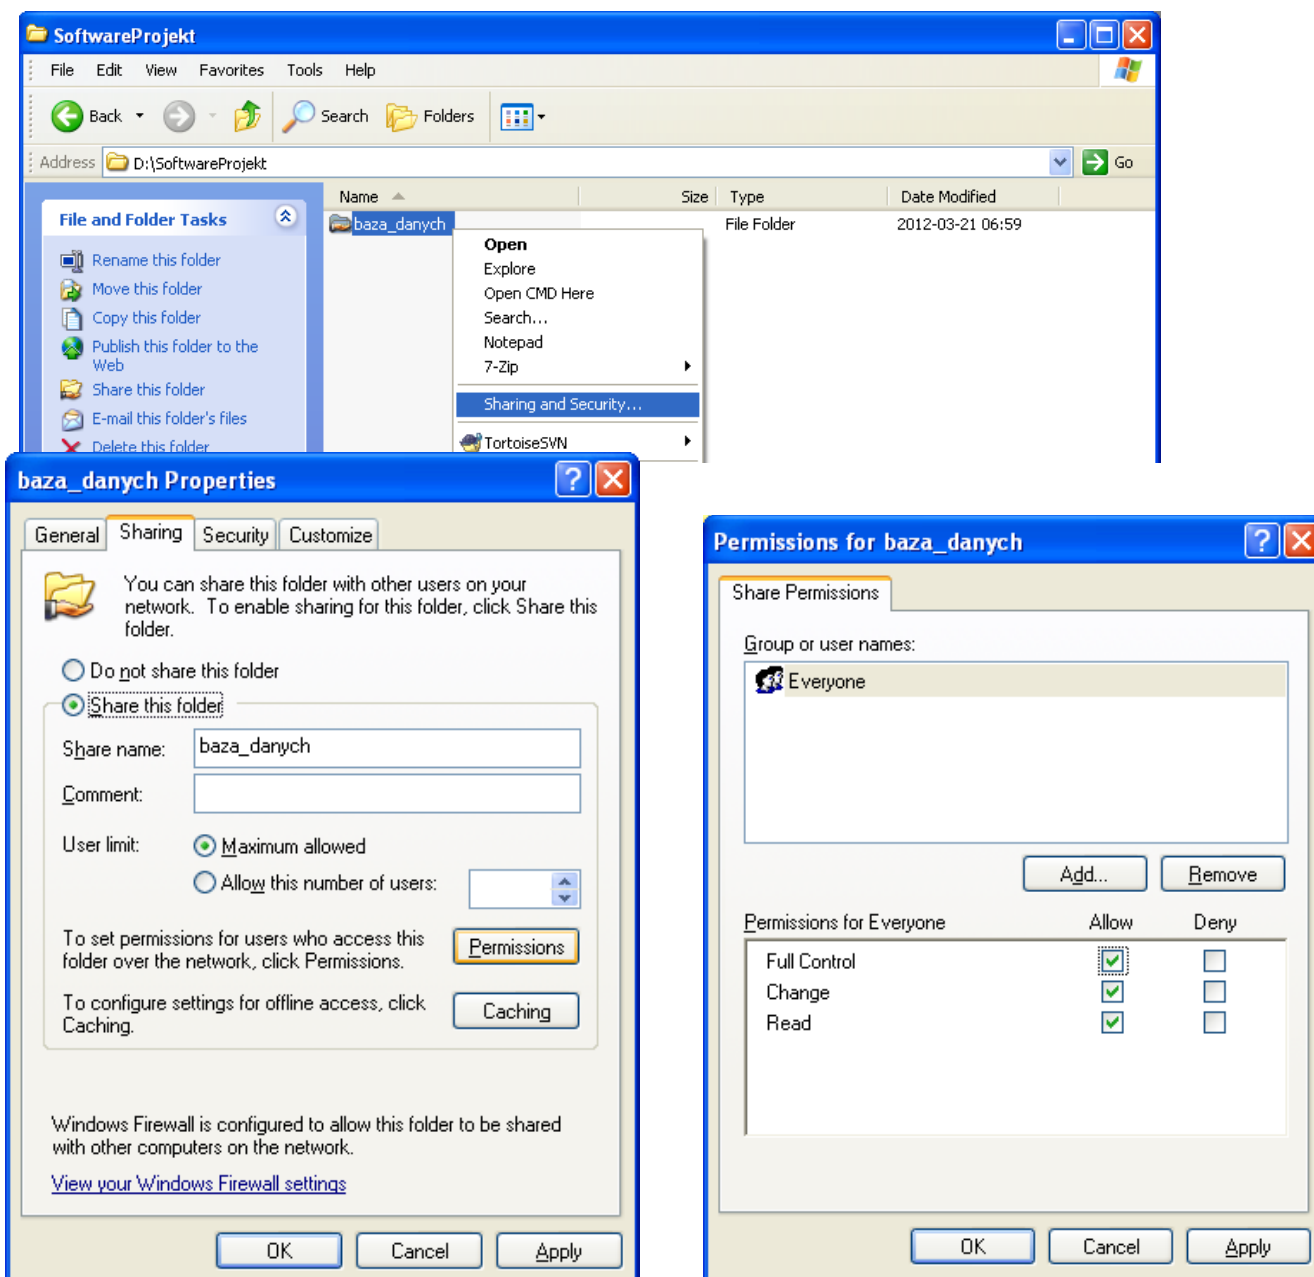 SoftwareProjekt
File Edit View Favorites Tools Help
Back Search Folders
Address D:\SoftwareProjekt Go
Name Size Type Date Modified
File and Folder Tasks
baza_danych File Folder 2012-03-21 06:59
Rename this folder
Move this folder
Copy this folder
Publish this folder to the
Web
Share this folder
E-mail this folder's files
Delete this folder
Open
Explore
Open CMD Here
Search...
Notepad
7-Zip
Sharing and Security...
TortoiseSVN
baza_danych Properties
General Sharing Security Customize
You can share this folder with other users on your
network. To enable sharing for this folder, click Share this
folder.
Do not share this folder
Share this folder
Share name: baza_danych
Comment:
User limit: Maximum allowed
Allow this number of users:
To set permissions for users who access this
folder over the network, click Permissions.
Permissions
To configure settings for offline access, click
Caching.
Caching
Windows Firewall is configured to allow this folder to be shared
with other computers on the network.
View your Windows Firewall settings
OK Cancel Apply
Permissions for baza_danych
Share Permissions
Group or user names:
Everyone
Add... Remove
Permissions for Everyone Allow Deny
Full Control
Change
Read
OK Cancel Apply